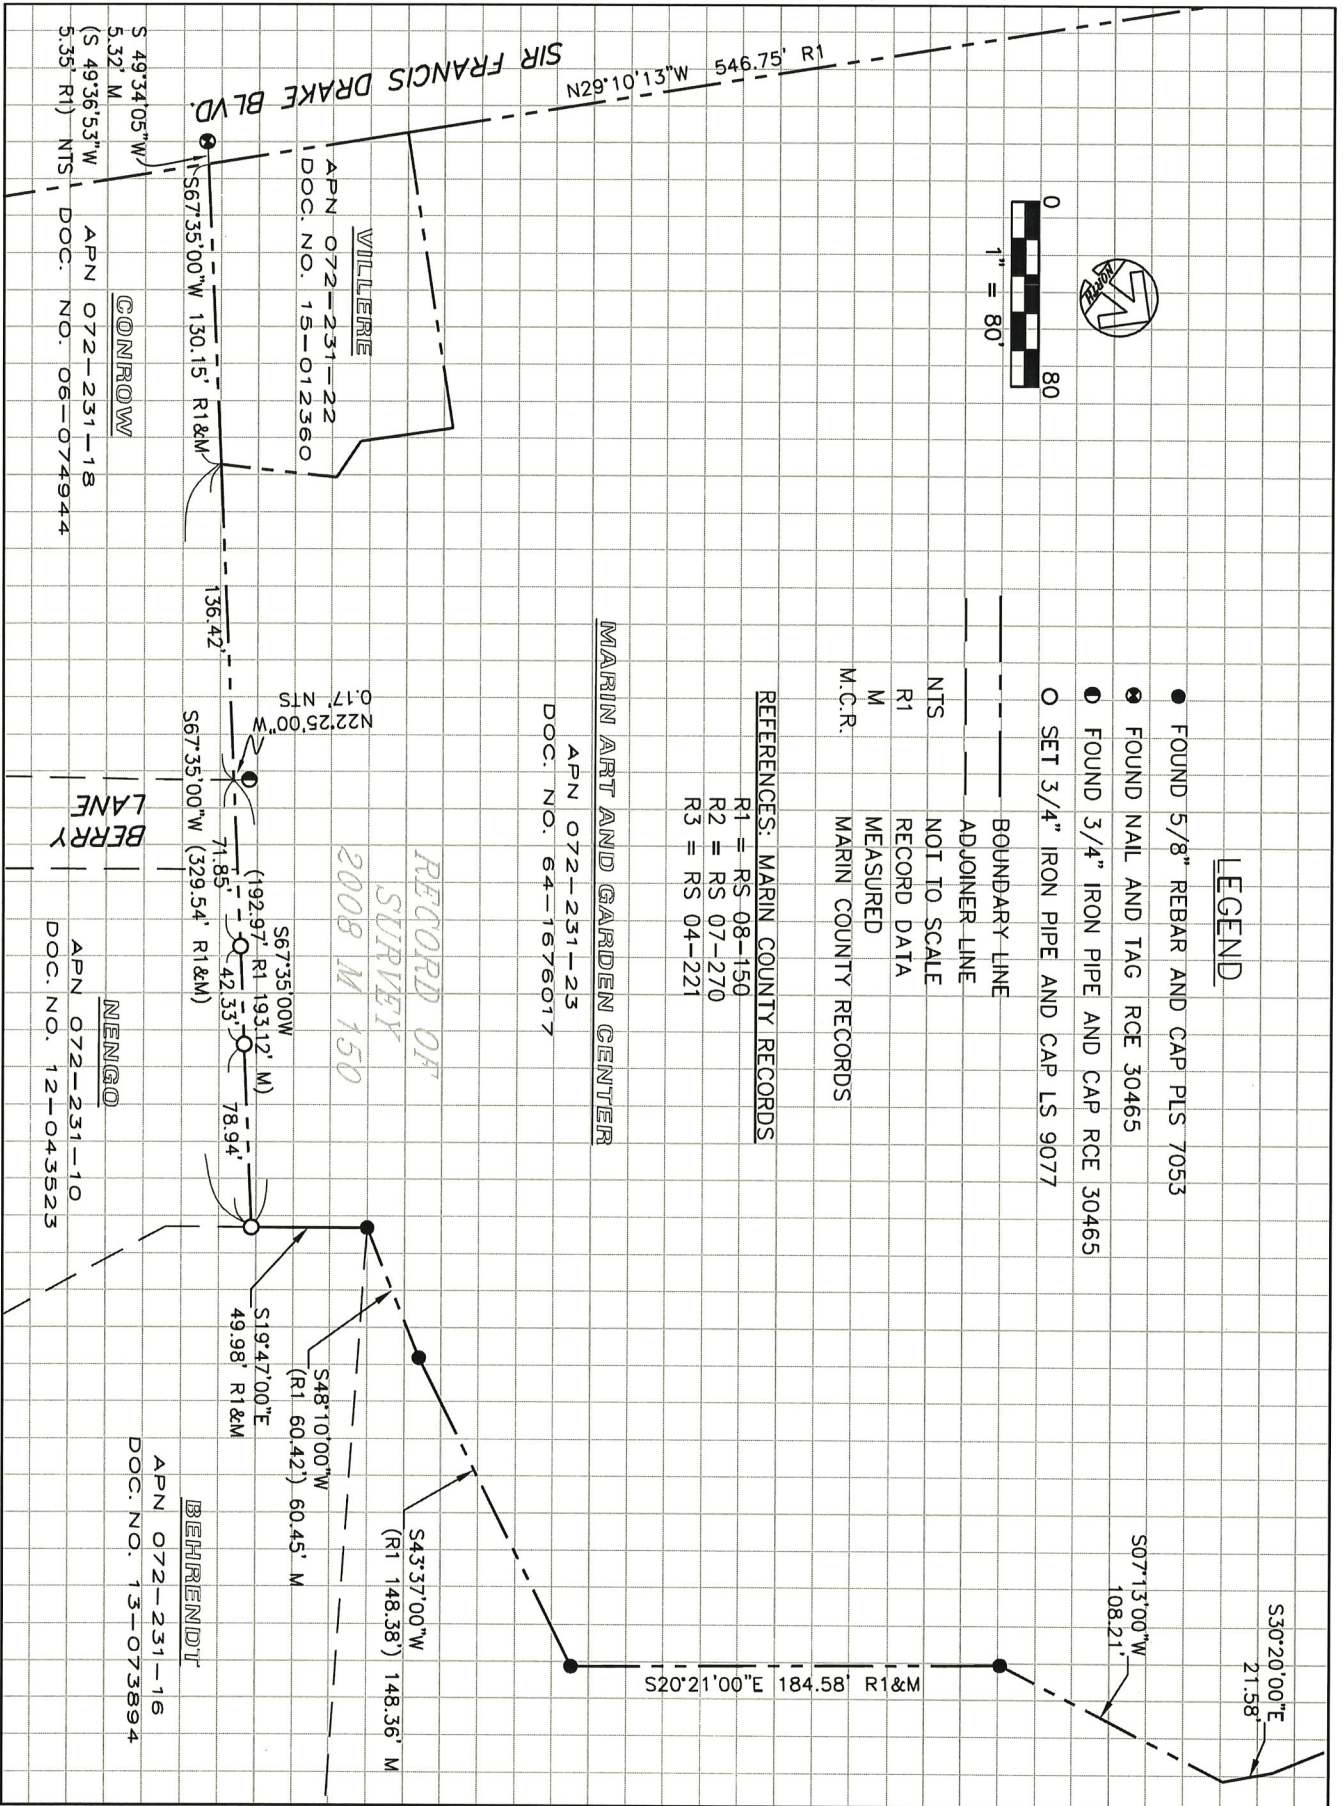 LEGEND
FOUND 5/8" REBAR AND CAP PLS 7053
FOUND NAIL AND TAG RCE 30465
FOUND 3/4" IRON PIPE AND CAP RCE 30465
SET 3/4" IRON PIPE AND CAP LS 9077
BOUNDARY LINE
ADJOINER LINE
NTS NOT TO SCALE
R1 RECORD DATA
M MEASURED
M.C.R. MARIN COUNTY RECORDS
REFERENCES: MARIN COUNTY RECORDS
R1 = RS 08-150
R2 = RS 07-270
R3 = RS 04-221
NORTH
0 80
1" = 80'
SIR FRANCIS DRAKE BLVD.
N29°10'13"W 546.75' R1
S30°20'00"E
21.58'
S07°13'00"W
108.21'
S20°21'00"E 184.58' R1&M
MARIN ART AND GARDEN CENTER
APN 072-231-23
DOC. NO. 64-1676017
VILLERE
APN 072-231-22
DOC. NO. 15-012360
RECORD OF
SURVEY
2008 M 150
S43°37'00"W
(R1 148.38') 148.36' M
S48°10'00"W
(R1 60.42') 60.45' M
S19°47'00"E
49.98' R1&M
N22°25'00"W
0.17' NTS
S67°35'00W
(192.97' R1 193.12' M)
S67°35'00"W 130.15' R1&M
136.42'
71.85'
42.33'
78.94'
S67°35'00"W (329.54' R1&M)
BERRY
LANE
S 49°34'05"W
5.32' M
(S 49°36'53"W
5.35' R1) NTS
CONROW
APN 072-231-18
DOC. NO. 06-074944
NENGO
APN 072-231-10
DOC. NO. 12-043523
BEHRENDT
APN 072-231-16
DOC. NO. 13-073894